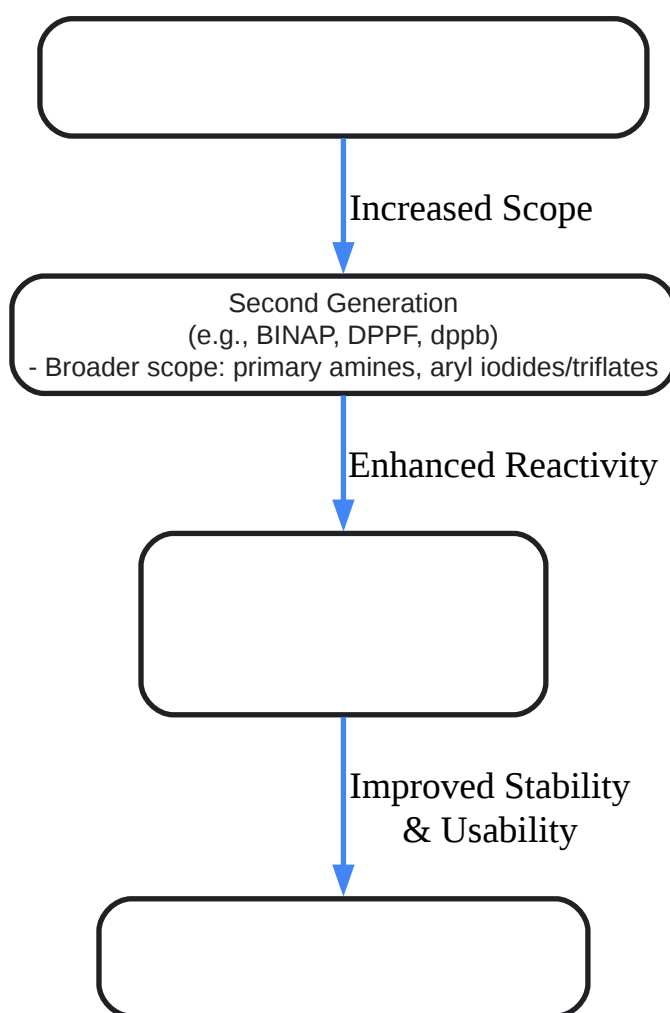 Increased Scope
Second Generation
(e.g., BINAP, DPPF, dppb)
- Broader scope: primary amines, aryl iodides/triflates
Enhanced Reactivity
Improved Stability
& Usability